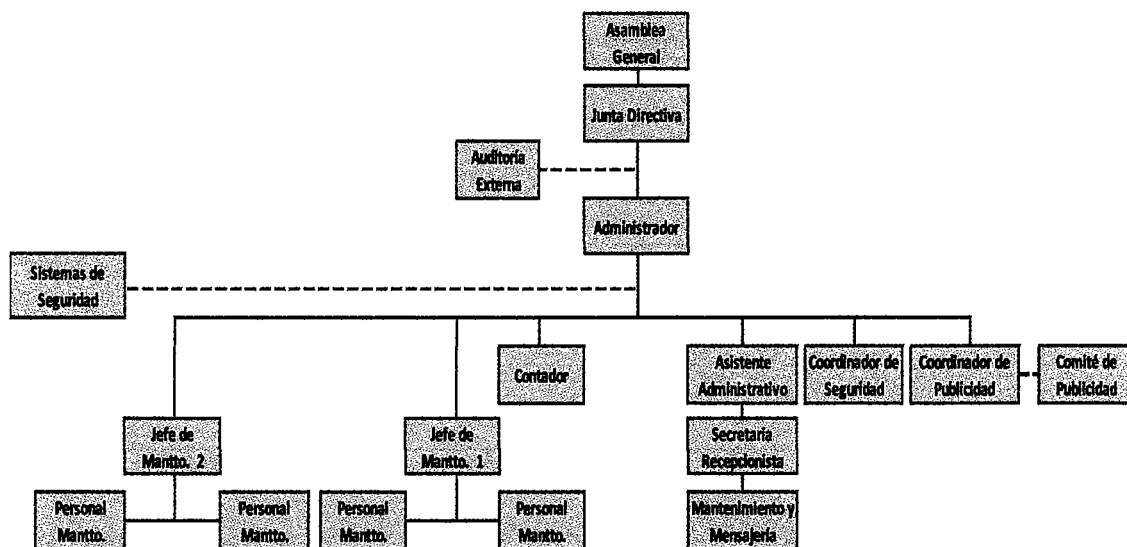 Asamblea
General
Junta Directiva
Auditoría
Externa
Administrador
Sistemas de
Seguridad
Contador
Asistente
Administrativo
Coordinador de
Seguridad
Coordinador de
Publicidad
Comité de
Publicidad
Jefe de
Mantto. 2
Jefe de
Mantto. 1
Secretaria
Recepcionista
Personal
Mantto.
Personal
Mantto.
Personal
Mantto.
Personal
Mantto.
Mantenimiento y
Mensajería